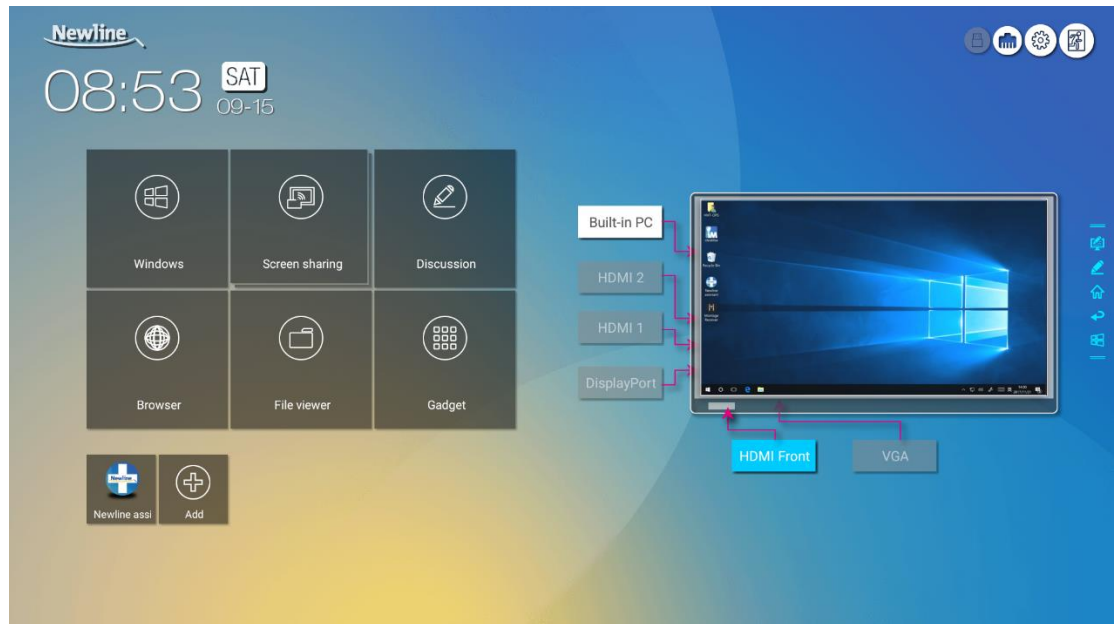 Newline
08:53 SAT
09-15
Windows
Screen sharing
Discussion
Browser
File viewer
Gadget
Newline
Newline assi
Add
Built-in PC
HDMI 2
HDMI 1
DisplayPort
HDMI Front
VGA